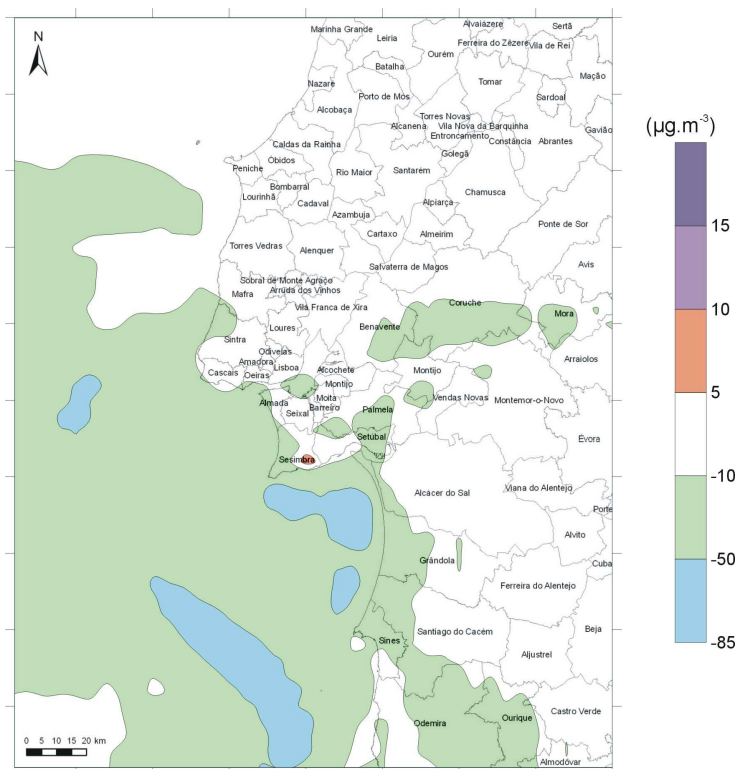 N
Marinha Grande
Leiria
Alvaiázere
Sertã
Ourém
Ferreira do Zêzere
Vila de Rei
Batalha
Nazaré
Tomar
Mação
Porto de Mós
Sardoal
Alcobaça
Torres Novas
Alcanena
Vila Nova da Barquinha
Gavião
Entroncamento
Constância
Abrantes
Caldas da Rainha
Golegã
Óbidos
Peniche
Rio Maior
Santarém
Bombarral
Chamusca
Lourinhã
Cadaval
Alpiarça
Azambuja
Ponte de Sor
Cartaxo
Almeirim
Torres Vedras
Alenquer
Salvaterra de Magos
Avis
Sobral de Monte Agraço
Arruda dos Vinhos
Mafra
Vila Franca de Xira
Coruche
Mora
Loures
Benavente
Sintra
Odivelas
Arraiolos
Amadora
Lisboa
Alcochete
Cascais
Oeiras
Montijo
Montijo
Almada
Moita
Vendas Novas
Montemor-o-Novo
Seixal
Barreiro
Palmela
Setúbal
Évora
Sesimbra
Alcácer do Sal
Viana do Alentejo
Porte
Alvito
Grândola
Cuba
Ferreira do Alentejo
Santiago do Cacém
Beja
Sines
Aljustrel
Castro Verde
Odemira
Ourique
Almodôvar
0 5 10 15 20 km
(µg.m-3)
15
10
5
-10
-50
-85